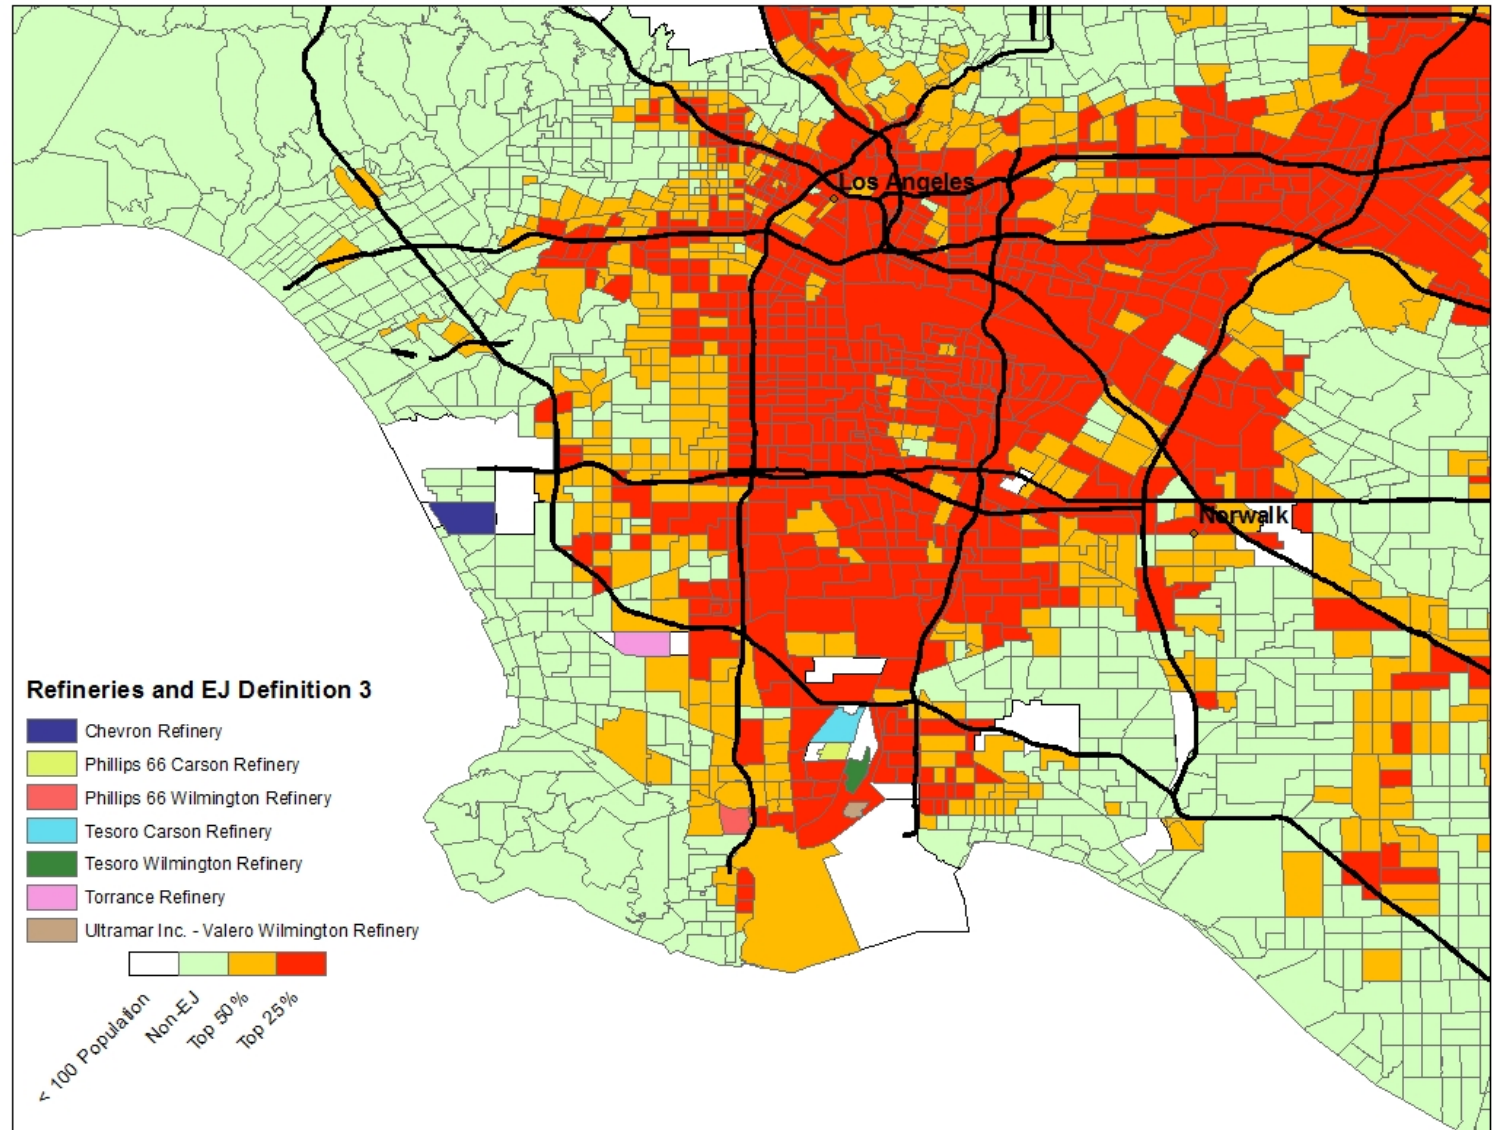 Los Angeles
Norwalk
Refineries and EJ Definition 3
Chevron Refinery
Phillips 66 Carson Refinery
Phillips 66 Wilmington Refinery
Tesoro Carson Refinery
Tesoro Wilmington Refinery
Torrance Refinery
Ultramar Inc. - Valero Wilmington Refinery
< 100 Population
Non-EJ
Top 50%
Top 25%